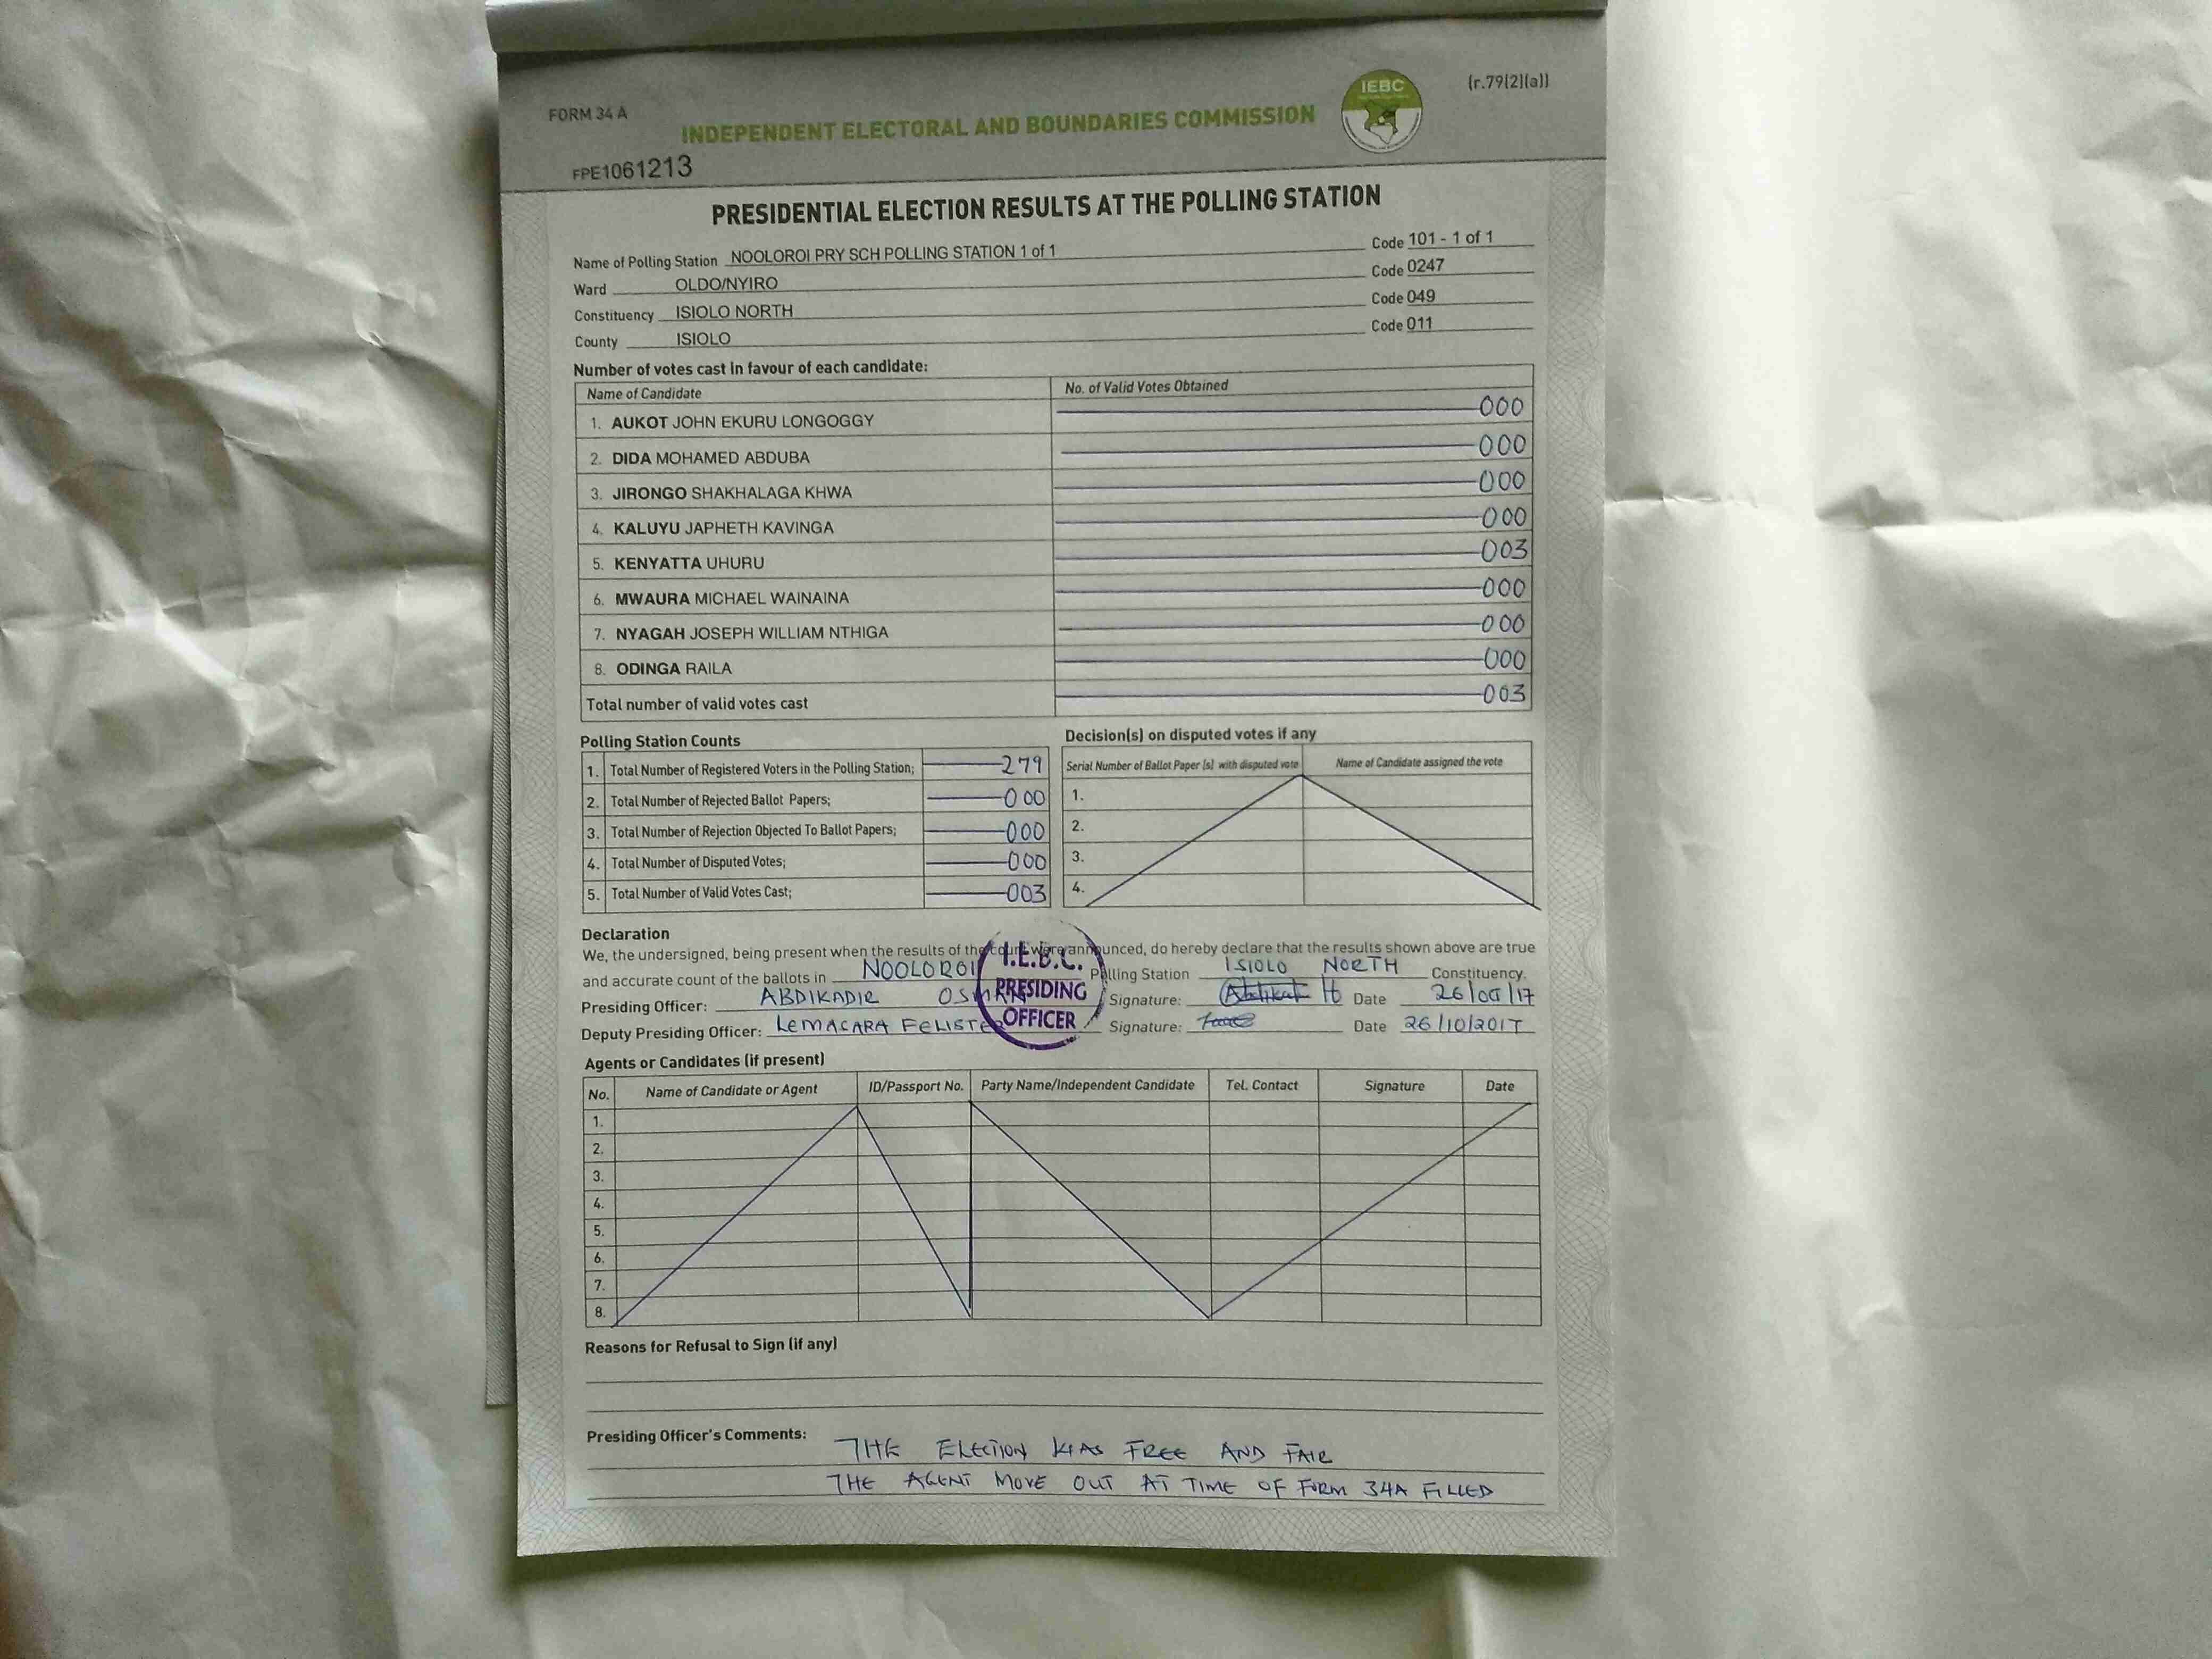 FORM 34 A
IEBC
(r.79(2)(a))
INDEPENDENT ELECTORAL AND BOUNDARIES COMMISSION
FPE1061213
PRESIDENTIAL ELECTION RESULTS AT THE POLLING STATION
Name of Polling Station NOOLOROI PRY SCH POLLING STATION 1 of 1 Code 101 - 1 of 1
Ward OLDO/NYIRO Code 0247
Constituency ISIOLO NORTH Code 049
County ISIOLO Code 011
Number of votes cast in favour of each candidate:
Name of Candidate No. of Valid Votes Obtained
1. AUKOT JOHN EKURU LONGOGGY 000
2. DIDA MOHAMED ABDUBA 000
3. JIRONGO SHAKHALAGA KHWA 000
4. KALUYU JAPHETH KAVINGA 000
5. KENYATTA UHURU 003
6. MWAURA MICHAEL WAINAINA 000
7. NYAGAH JOSEPH WILLIAM NTHIGA 000
8. ODINGA RAILA 000
Total number of valid votes cast 003
Polling Station Counts
1. Total Number of Registered Voters in the Polling Station; 279
2. Total Number of Rejected Ballot Papers; 000
3. Total Number of Rejection Objected To Ballot Papers; 000
4. Total Number of Disputed Votes; 000
5. Total Number of Valid Votes Cast; 003
Decision(s) on disputed votes if any
Serial Number of Ballot Paper (s) with disputed vote Name of Candidate assigned the vote
1.
2.
3.
4.
Declaration
We, the undersigned, being present when the results of the count were announced, do hereby declare that the results shown above are true
and accurate count of the ballots in NOOLOROI Polling Station ISIOLO NORTH Constituency.
Presiding Officer: ABDIKADIR Signature: Date 26/OCT/17
Deputy Presiding Officer: LEMACARA FELISTER Signature: Date 26/10/2017
I.E.B.C.
PRESIDING
OFFICER
Agents or Candidates (if present)
No. Name of Candidate or Agent ID/Passport No. Party Name/Independent Candidate Tel. Contact Signature Date
1.
2.
3.
4.
5.
6.
7.
8.
Reasons for Refusal to Sign (if any)
Presiding Officer's Comments: THE ELECTION WAS FREE AND FAIR
THE AGENT MOVE OUT AT TIME OF FORM 34A FILLED